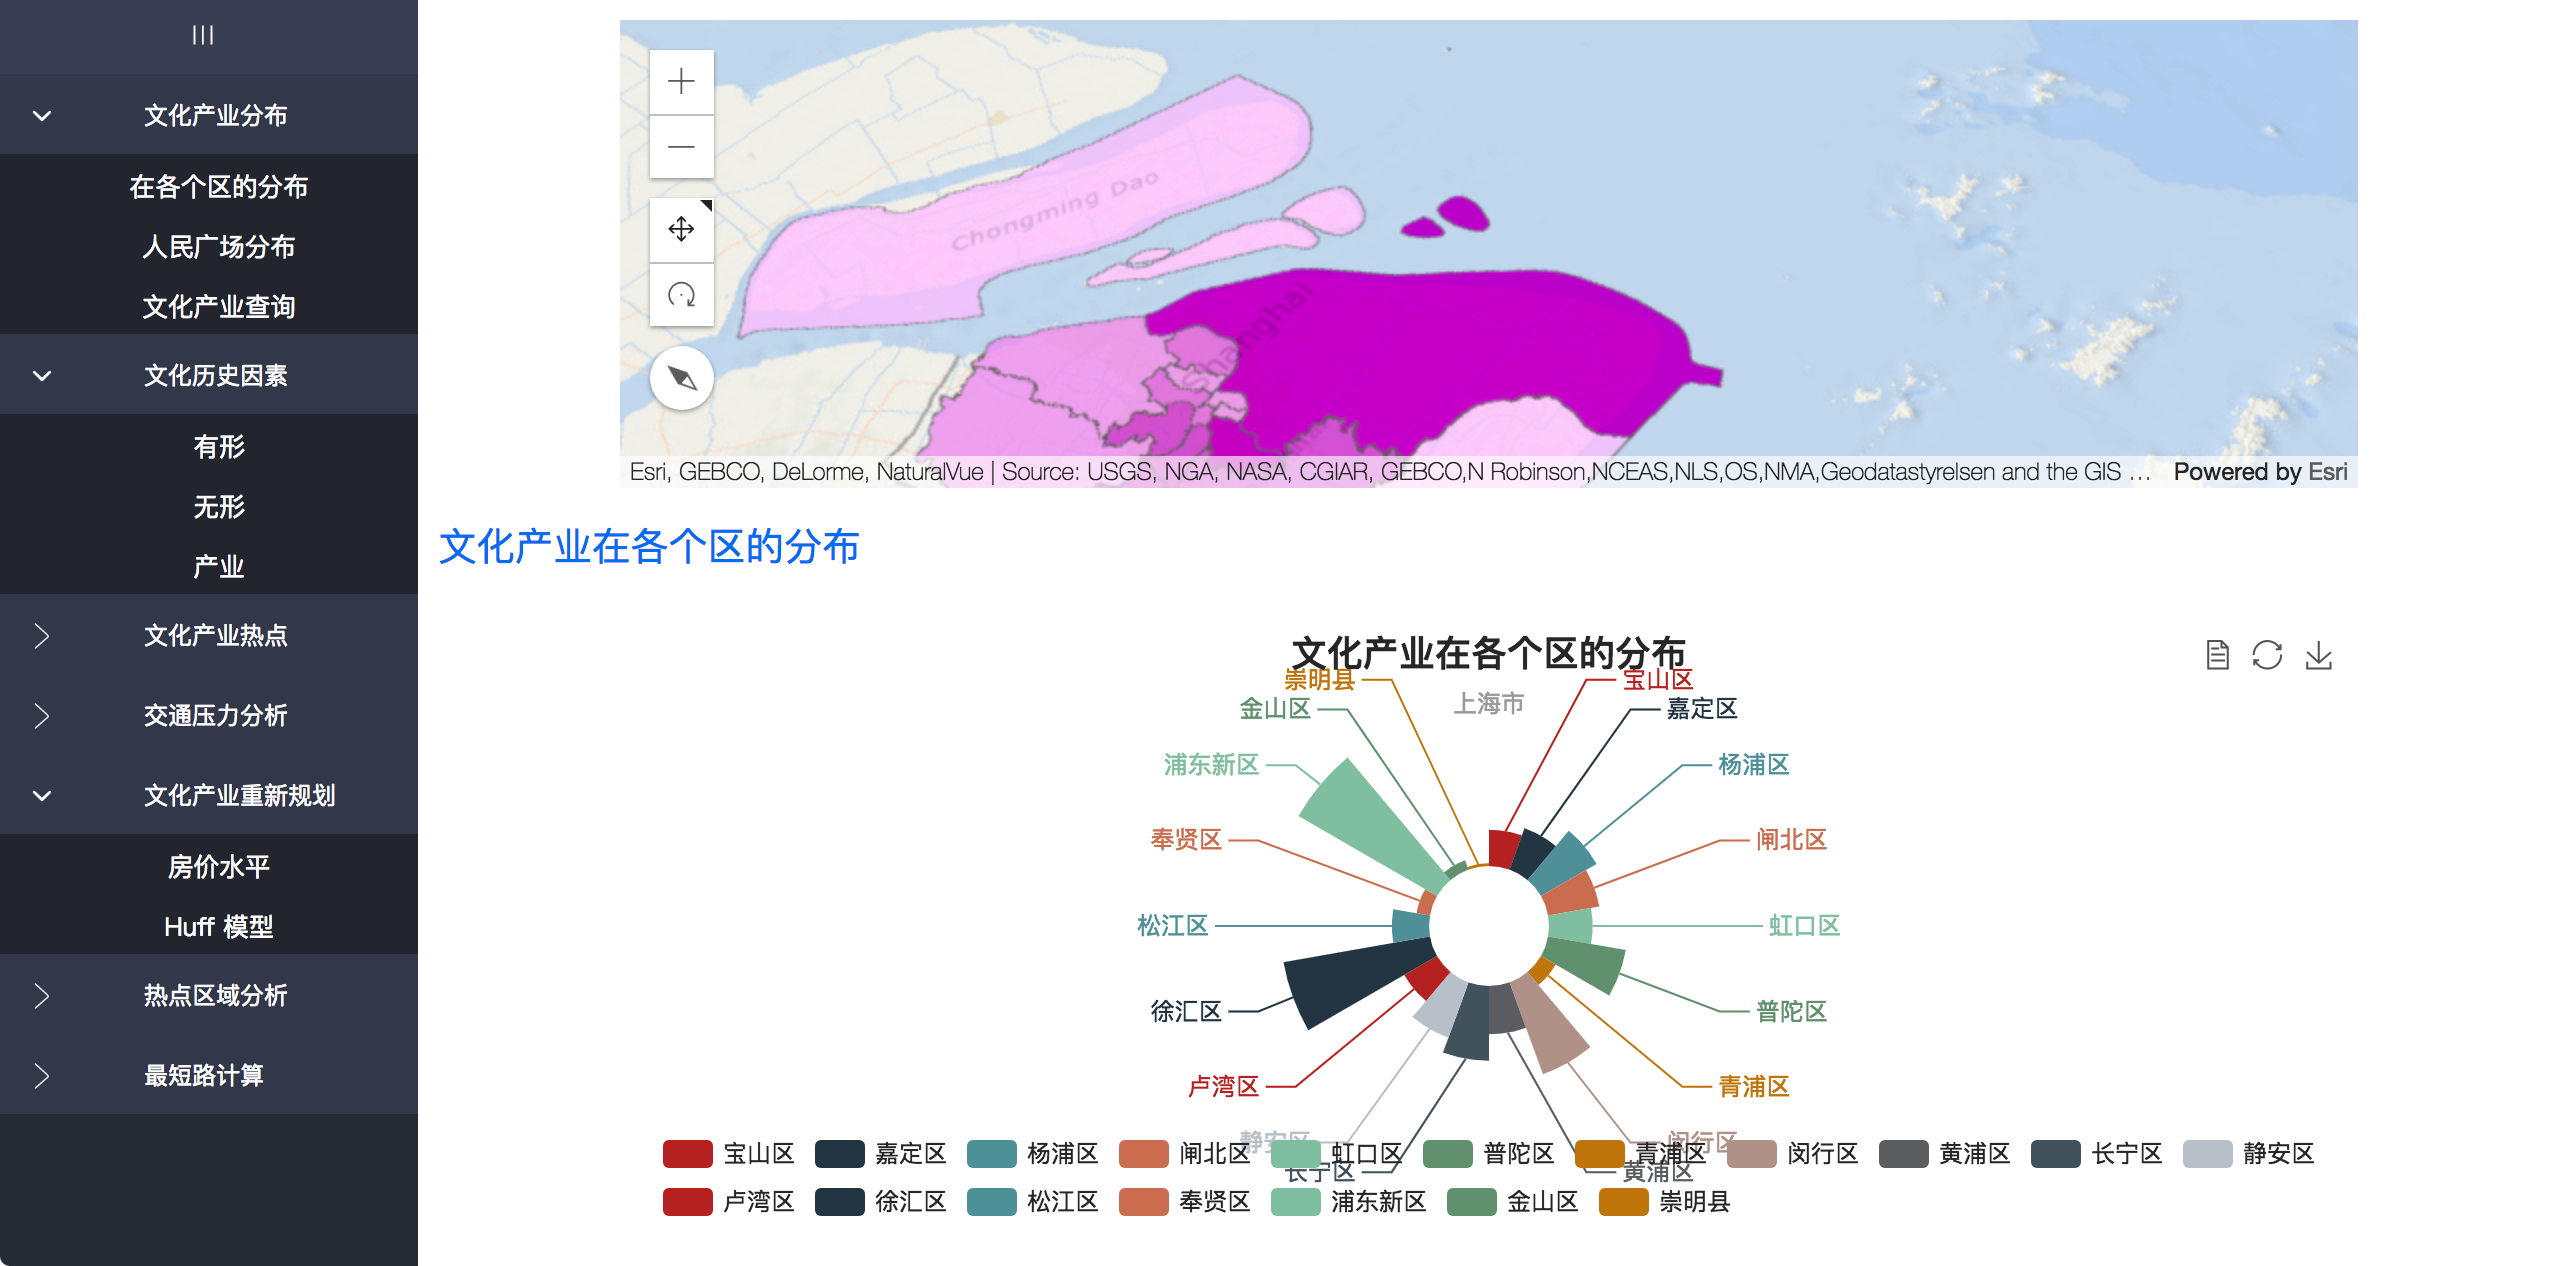 文化产业分布
在各个区的分布
人民广场分布
文化产业查询
文化历史因素
有形
无形
产业
文化产业热点
交通压力分析
文化产业重新规划
房价水平
Huff 模型
热点区域分析
最短路计算
Chongming Dao
Shanghai
Esri, GEBCO, DeLorme, NaturalVue | Source: USGS, NGA, NASA, CGIAR, GEBCO,N Robinson,NCEAS,NLS,OS,NMA,Geodatastyrelsen and the GIS ... Powered by Esri
文化产业在各个区的分布
文化产业在各个区的分布
上海市
崇明县
宝山区
金山区
嘉定区
浦东新区
杨浦区
奉贤区
闸北区
松江区
虹口区
徐汇区
普陀区
卢湾区
青浦区
静安区
闵行区
长宁区
黄浦区
宝山区 嘉定区 杨浦区 闸北区 虹口区 普陀区 青浦区 闵行区 黄浦区 长宁区 静安区
卢湾区 徐汇区 松江区 奉贤区 浦东新区 金山区 崇明县